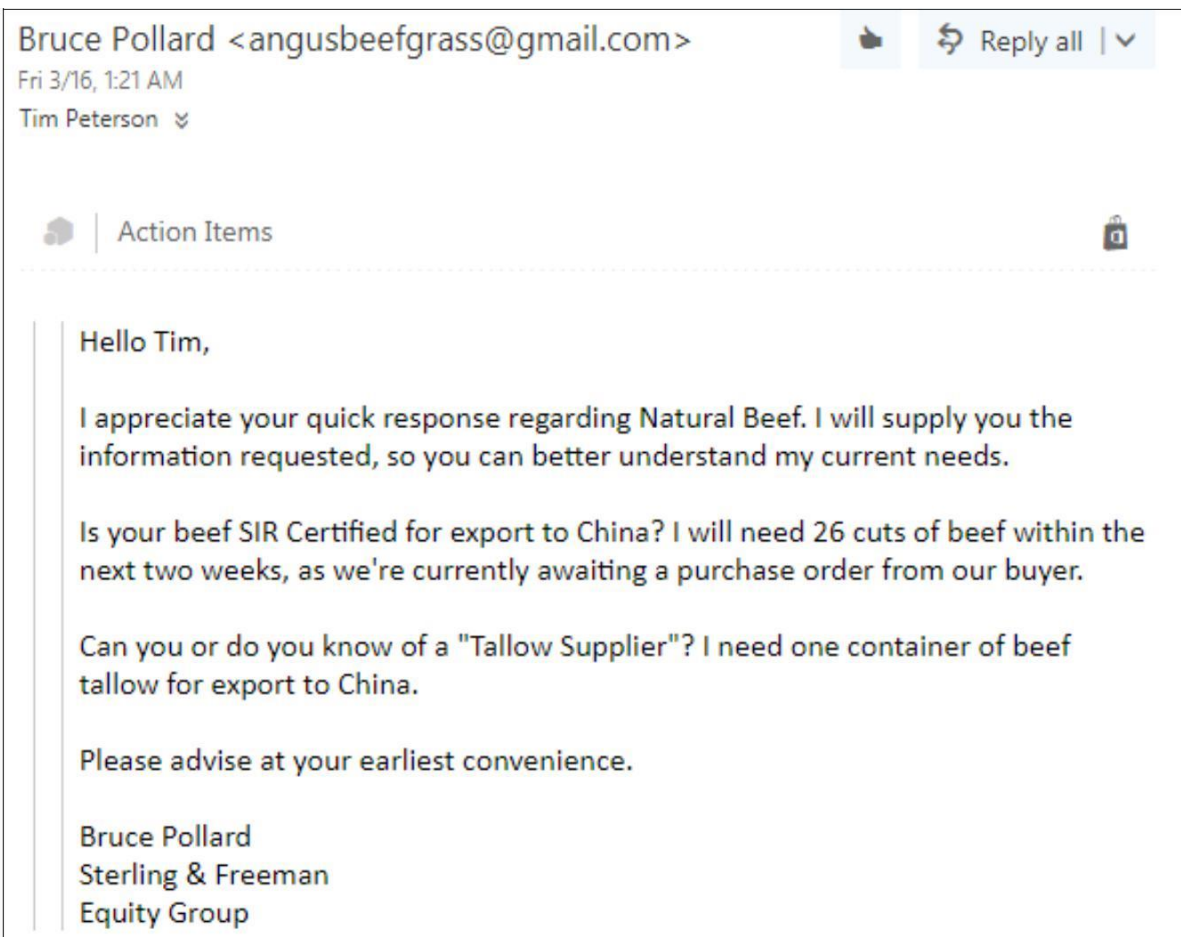 Bruce Pollard <angusbeefgrass@gmail.com>
Reply all
Fri 3/16, 1:21 AM
Tim Peterson
Action Items
Hello Tim,
I appreciate your quick response regarding Natural Beef. I will supply you the
information requested, so you can better understand my current needs.
Is your beef SIR Certified for export to China? I will need 26 cuts of beef within the
next two weeks, as we're currently awaiting a purchase order from our buyer.
Can you or do you know of a "Tallow Supplier"? I need one container of beef
tallow for export to China.
Please advise at your earliest convenience.
Bruce Pollard
Sterling & Freeman
Equity Group